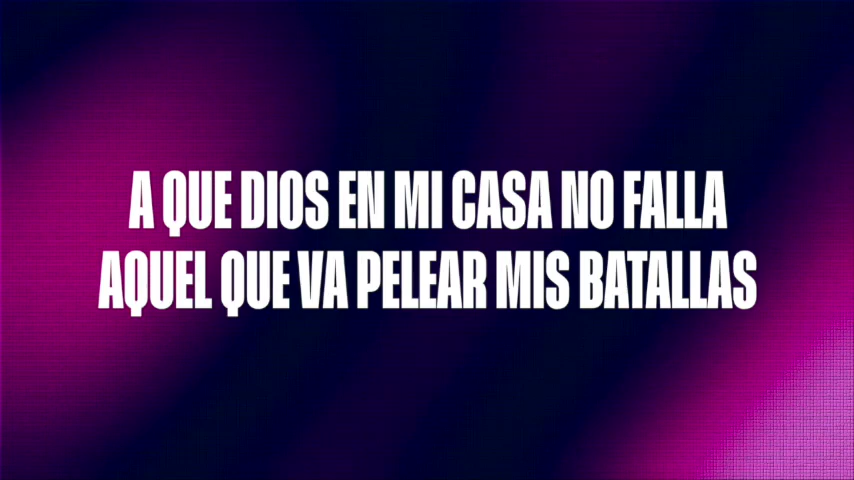 A QUE DIOS EN MI CASA NO FALLA
AQUEL QUE VA PELEAR MIS BATALLAS